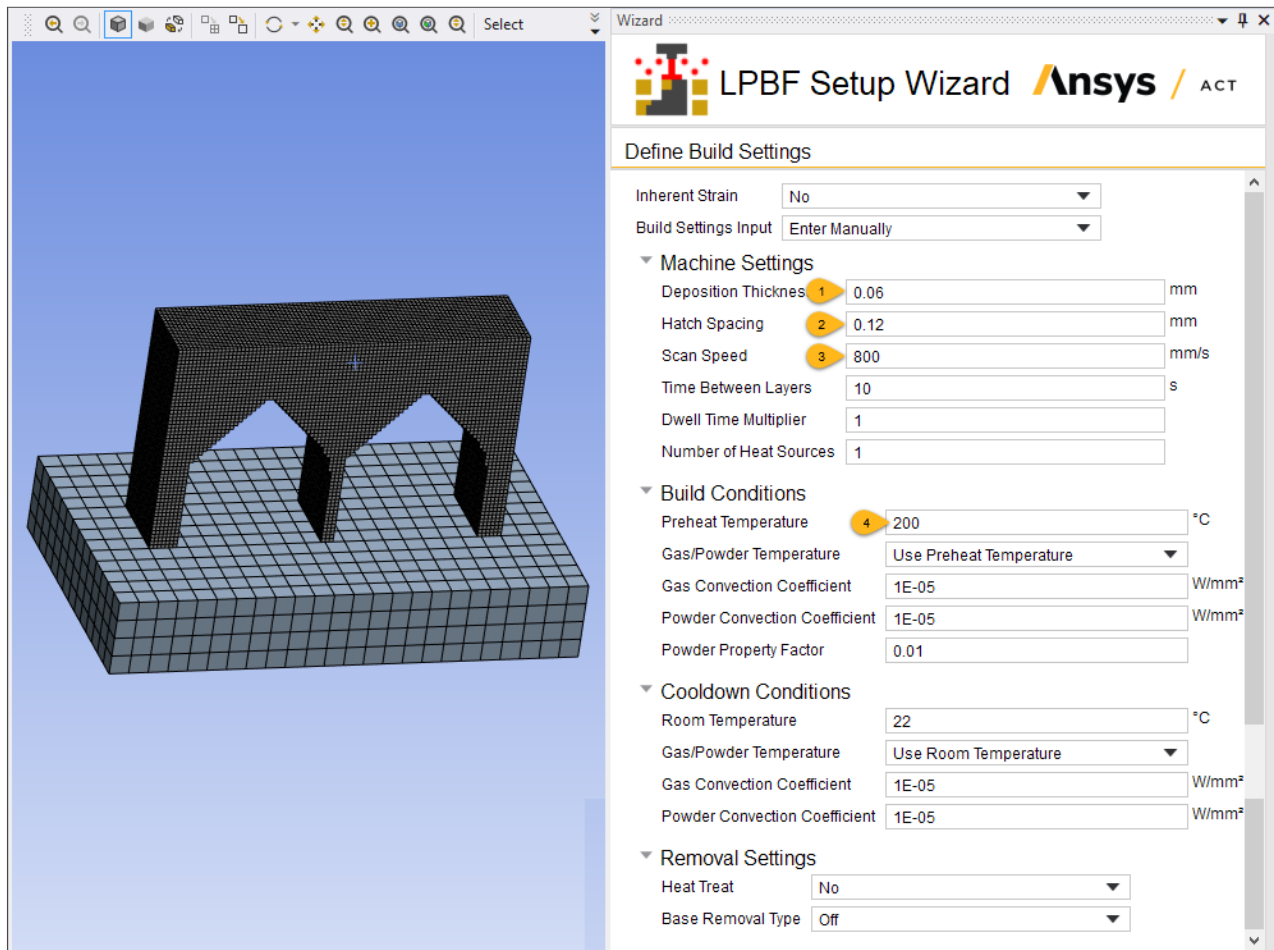 Select
Wizard
LPBF Setup Wizard Ansys / ACT
Define Build Settings
Inherent Strain No
Build Settings Input Enter Manually
Machine Settings
Deposition Thicknes 1 0.06 mm
Hatch Spacing 2 0.12 mm
Scan Speed 3 800 mm/s
Time Between Layers 10 s
Dwell Time Multiplier 1
Number of Heat Sources 1
Build Conditions
Preheat Temperature 4 200 °C
Gas/Powder Temperature Use Preheat Temperature
Gas Convection Coefficient 1E-05 W/mm²
Powder Convection Coefficient 1E-05 W/mm²
Powder Property Factor 0.01
Cooldown Conditions
Room Temperature 22 °C
Gas/Powder Temperature Use Room Temperature
Gas Convection Coefficient 1E-05 W/mm²
Powder Convection Coefficient 1E-05 W/mm²
Removal Settings
Heat Treat No
Base Removal Type Off